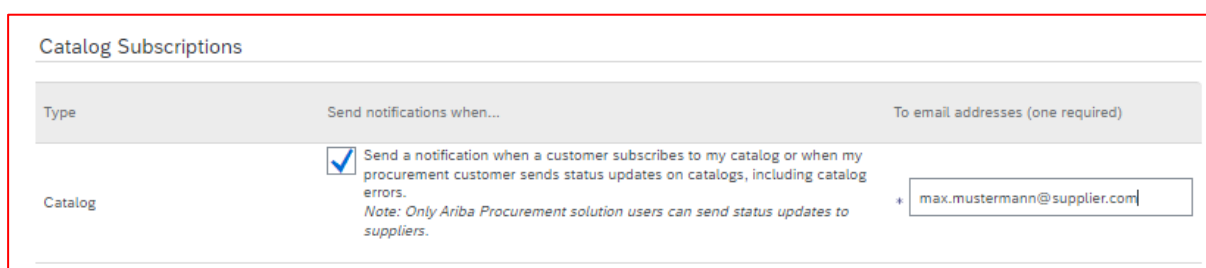 Catalog Subscriptions
Type
Send notifications when...
To email addresses (one required)
Catalog
Send a notification when a customer subscribes to my catalog or when my
procurement customer sends status updates on catalogs, including catalog
errors.
Note: Only Ariba Procurement solution users can send status updates to
suppliers.
* max.mustermann@supplier.com